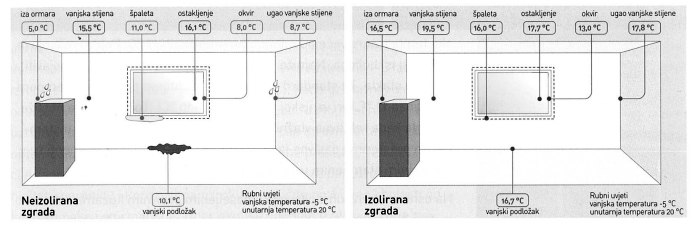 iza ormara vanjska stijena špaleta ostakljenje okvir ugao vanjske stijene
5,0 °C 15,5 °C 11,0 °C 16,1 °C 8,0 °C 8,7 °C
10,1 °C
vanjski podložak
Neizolirana
zgrada
Rubni uvjeti
vanjska temperatura -5 °C
unutarnja temperatura 20 °C
iza ormara vanjska stijena špaleta ostakljenje okvir ugao vanjske stijene
16,5 °C 19,5 °C 16,0 °C 17,7 °C 13,0 °C 17,8 °C
16,7 °C
vanjski podložak
Izolirana
zgrada
Rubni uvjeti
vanjska temperatura -5 °C
unutarnja temperatura 20 °C